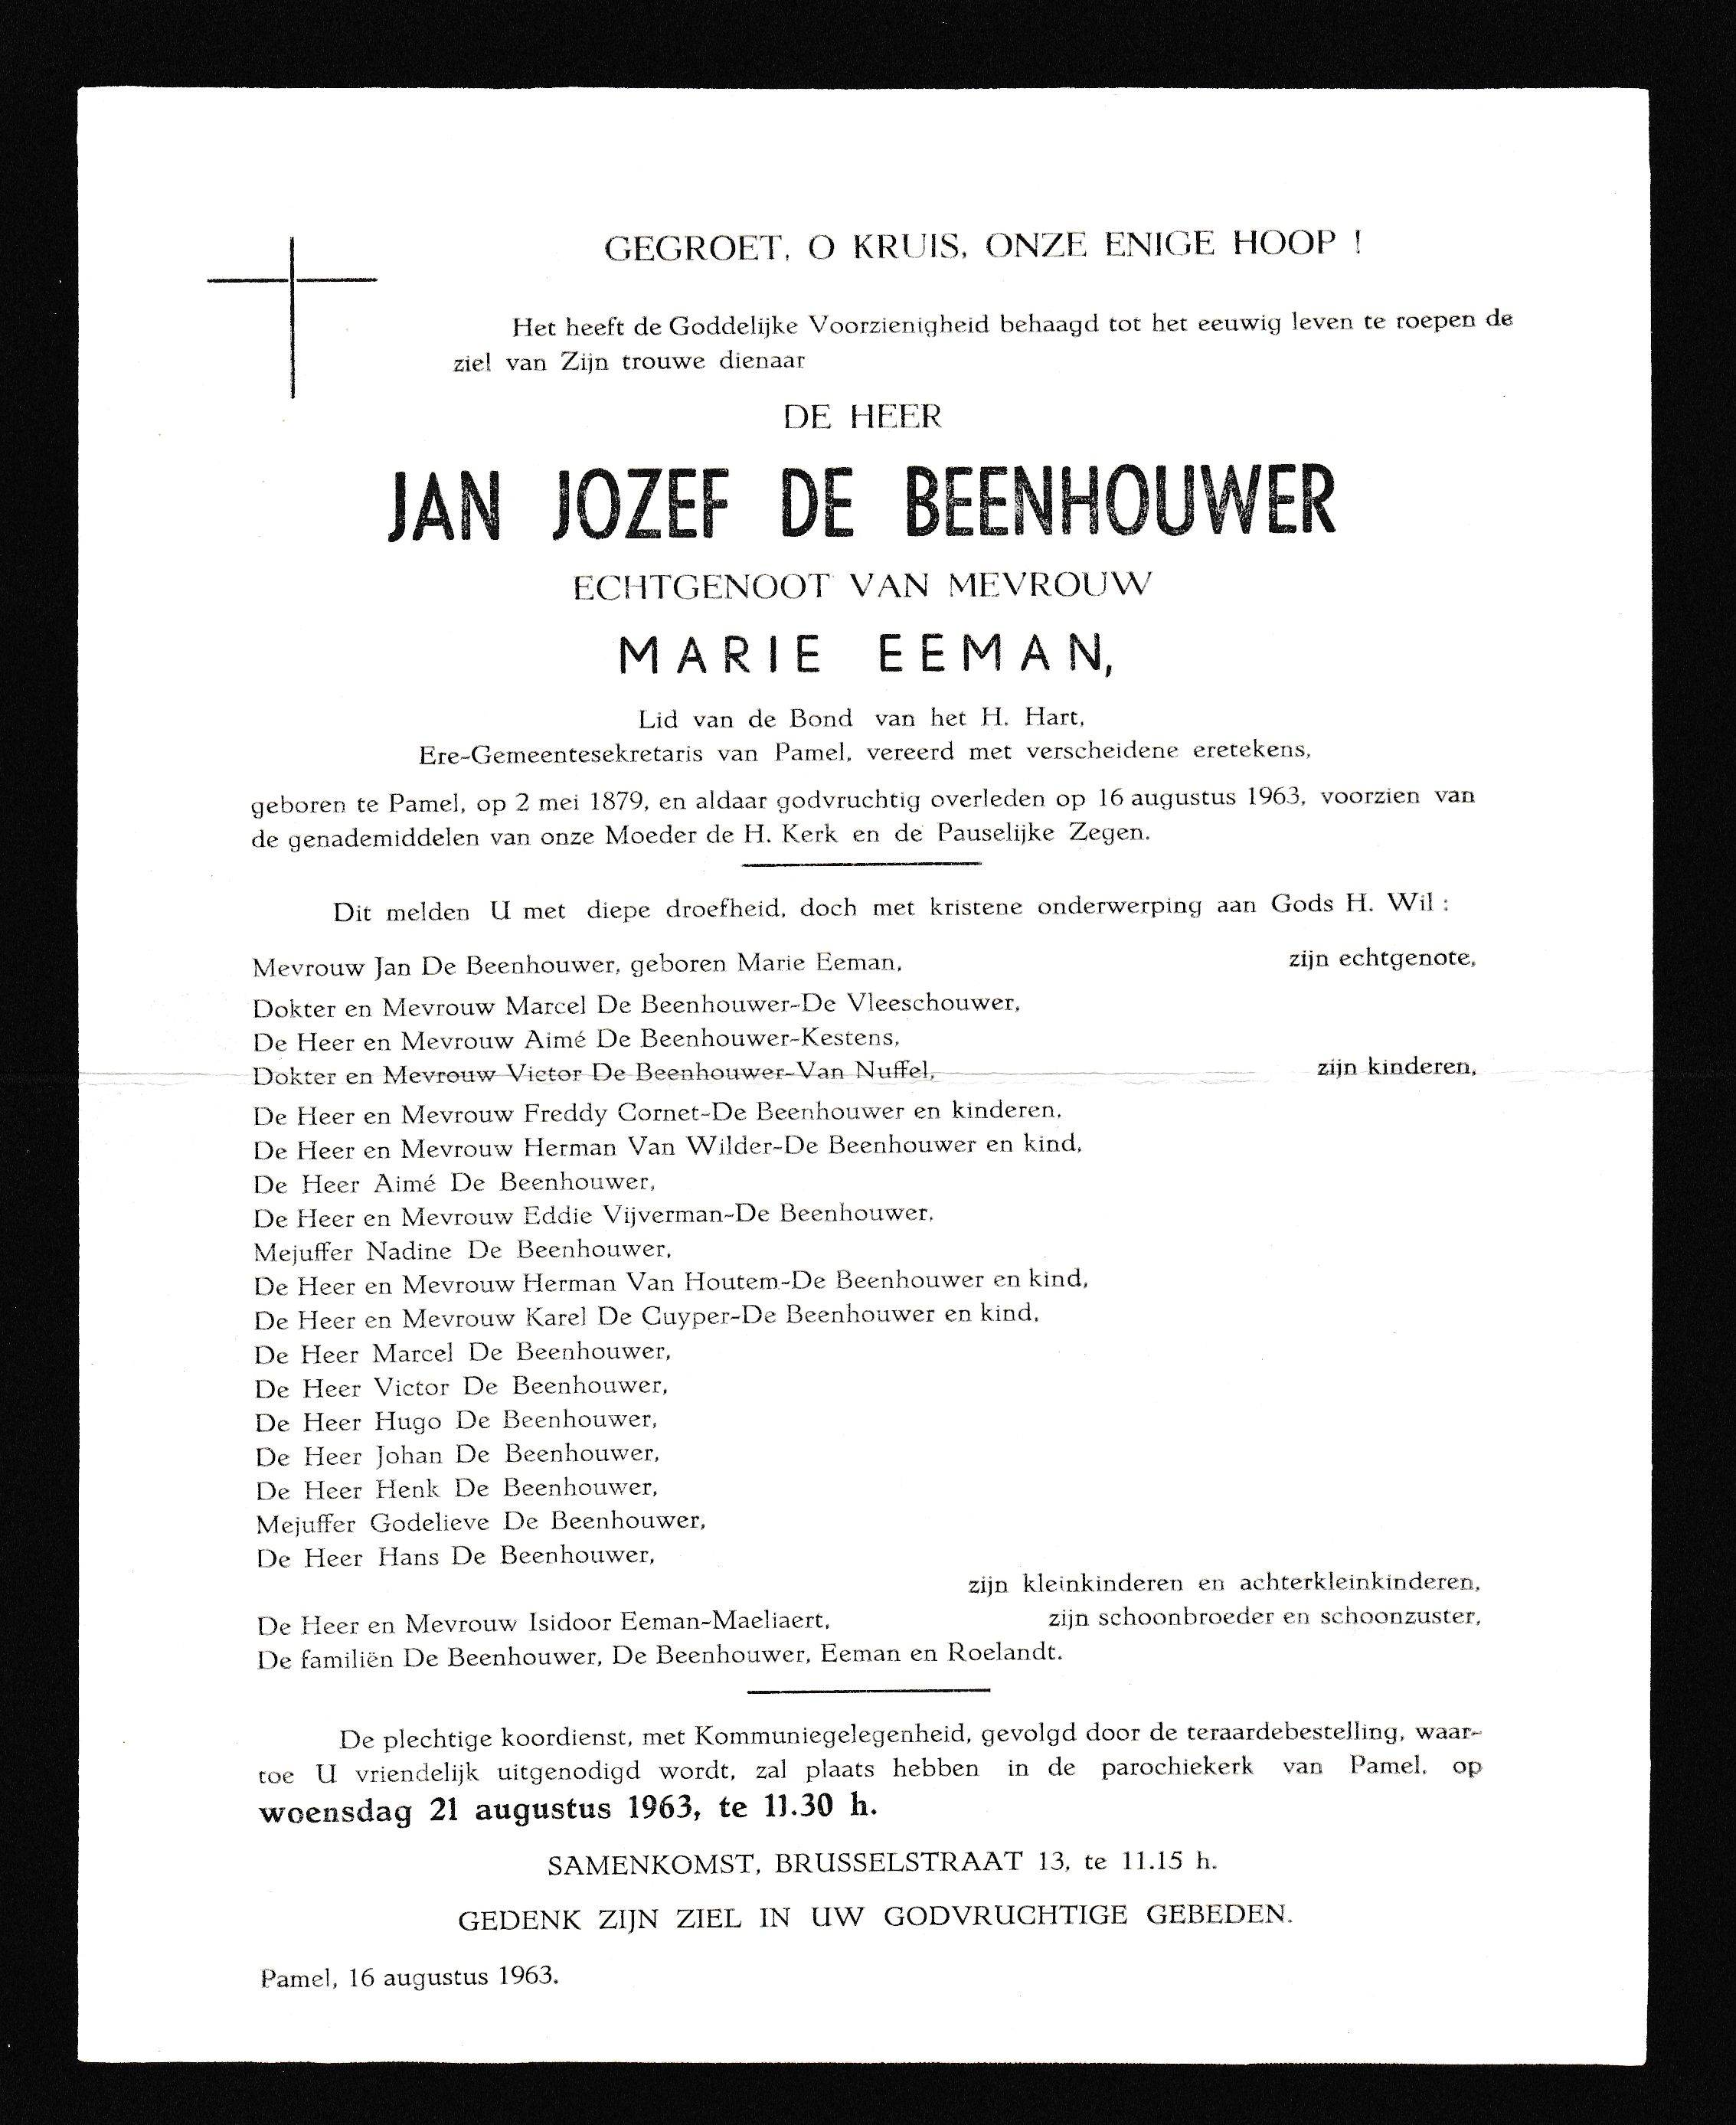 GEGROET, O KRUIS, ONZE ENIGE HOOP !
Het heeft de Goddelijke Voorzienigheid behaagd tot het eeuwig leven te roepen de
ziel van Zijn trouwe dienaar
DE HEER
JAN JOZEF DE BEENHOUWER
ECHTGENOOT VAN MEVROUW
MARIE EEMAN,
Lid van de Bond van het H. Hart,
Ere-Gemeentesekretaris van Pamel, vereerd met verscheidene eretekens,
geboren te Pamel, op 2 mei 1879, en aldaar godvruchtig overleden op 16 augustus 1963, voorzien van
de genademiddelen van onze Moeder de H. Kerk en de Pauselijke Zegen.
Dit melden U met diepe droefheid, doch met kristene onderwerping aan Gods H. Wil :
Mevrouw Jan De Beenhouwer, geboren Marie Eeman, zijn echtgenote,
Dokter en Mevrouw Marcel De Beenhouwer-De Vleeschouwer,
De Heer en Mevrouw Aimé De Beenhouwer-Kestens,
Dokter en Mevrouw Victor De Beenhouwer-Van Nuffel, zijn kinderen,
De Heer en Mevrouw Freddy Cornet-De Beenhouwer en kinderen,
De Heer en Mevrouw Herman Van Wilder-De Beenhouwer en kind,
De Heer Aimé De Beenhouwer,
De Heer en Mevrouw Eddie Vijverman-De Beenhouwer,
Mejuffer Nadine De Beenhouwer,
De Heer en Mevrouw Herman Van Houtem-De Beenhouwer en kind,
De Heer en Mevrouw Karel De Cuyper-De Beenhouwer en kind,
De Heer Marcel De Beenhouwer,
De Heer Victor De Beenhouwer,
De Heer Hugo De Beenhouwer,
De Heer Johan De Beenhouwer,
De Heer Henk De Beenhouwer,
Mejuffer Godelieve De Beenhouwer,
De Heer Hans De Beenhouwer,
zijn kleinkinderen en achterkleinkinderen,
De Heer en Mevrouw Isidoor Eeman-Maeliaert, zijn schoonbroeder en schoonzuster,
De familiën De Beenhouwer, De Beenhouwer, Eeman en Roelandt.
De plechtige koordienst, met Kommuniegelegenheid, gevolgd door de teraardebestelling, waar-
toe U vriendelijk uitgenodigd wordt, zal plaats hebben in de parochiekerk van Pamel, op
woensdag 21 augustus 1963, te 11.30 h.
SAMENKOMST, BRUSSELSTRAAT 13, te 11.15 h.
GEDENK ZIJN ZIEL IN UW GODVRUCHTIGE GEBEDEN.
Pamel, 16 augustus 1963.